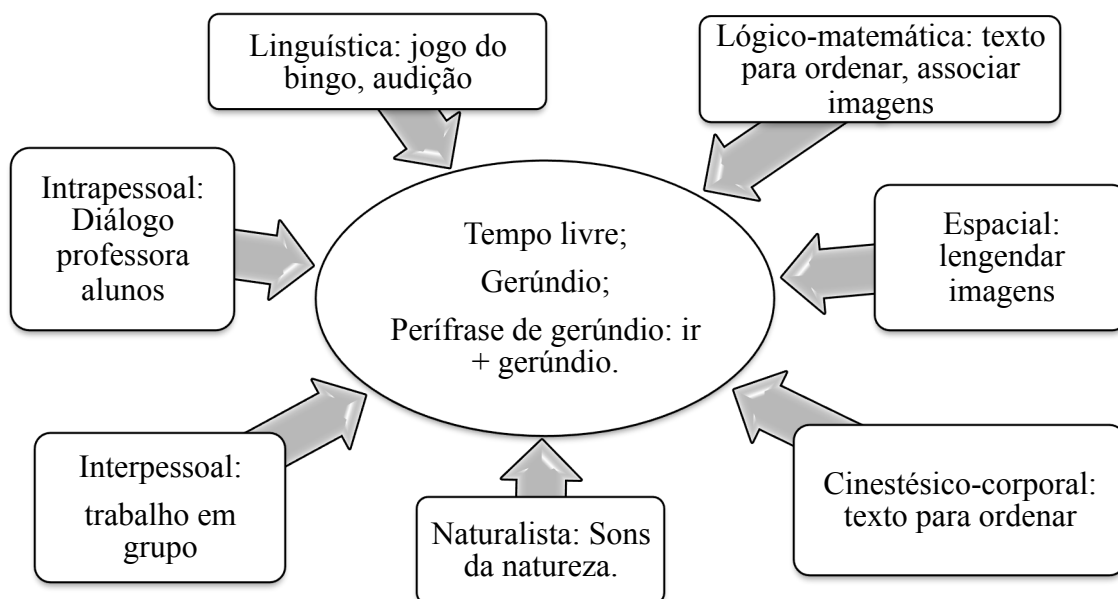 Linguística: jogo do
bingo, audição
Lógico-matemática: texto
para ordenar, associar
imagens
Intrapessoal:
Diálogo
professora
alunos
Tempo livre;
Gerúndio;
Perífrase de gerúndio: ir
+ gerúndio.
Espacial:
lengendar
imagens
Interpessoal:
trabalho em
grupo
Naturalista: Sons
da natureza.
Cinestésico-corporal:
texto para ordenar